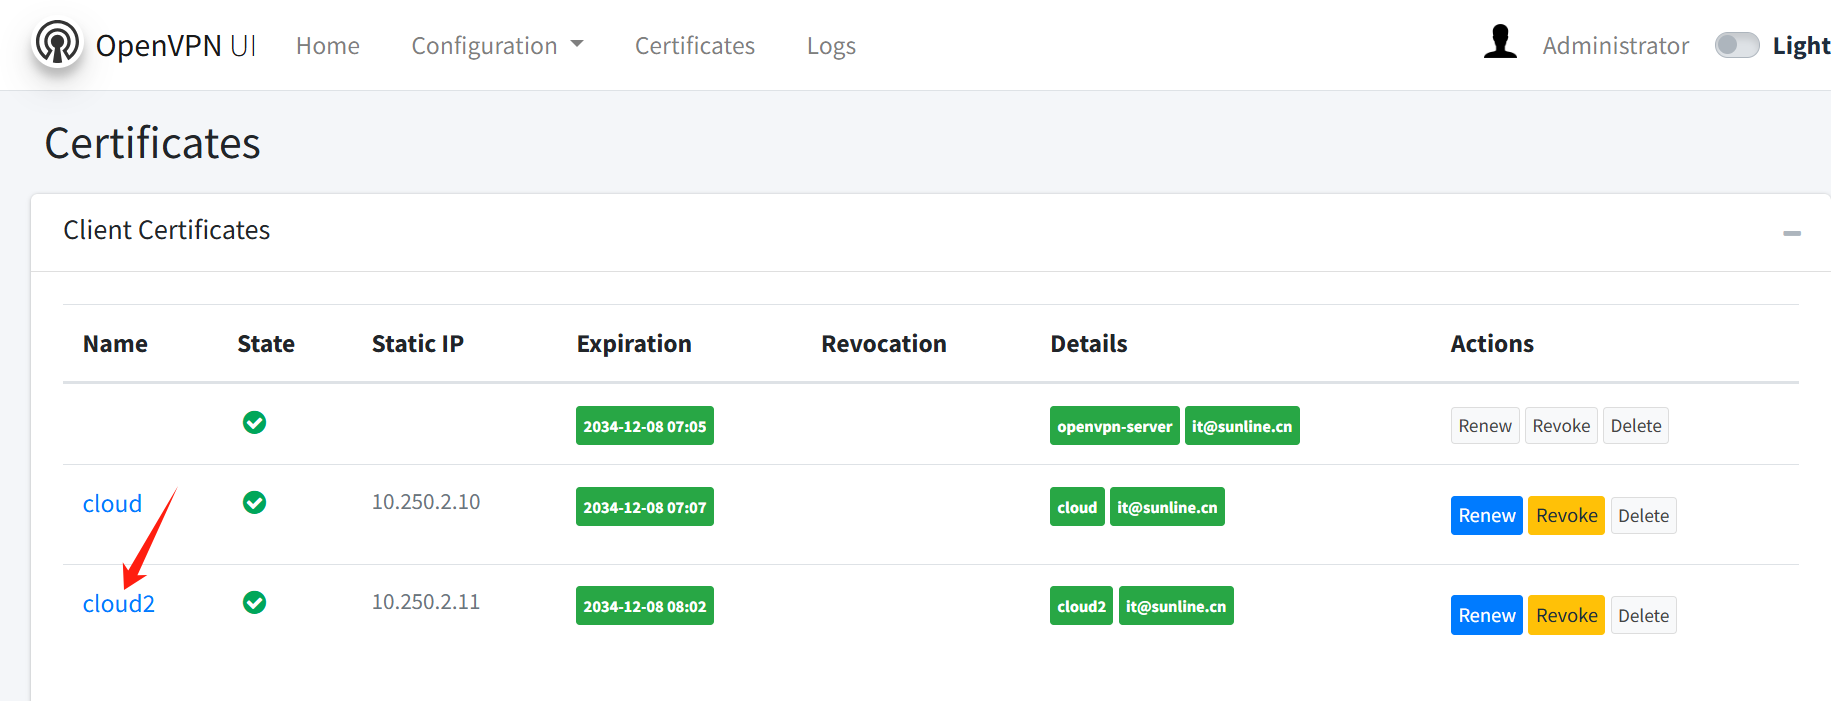 OpenVPN UI Home Configuration Certificates Logs Administrator Light
Certificates
Client Certificates
Name State Static IP Expiration Revocation Details Actions
2034-12-08 07:05 openvpn-server it@sunline.cn Renew Revoke Delete
cloud 10.250.2.10 2034-12-08 07:07 cloud it@sunline.cn Renew Revoke Delete
cloud2 10.250.2.11 2034-12-08 08:02 cloud2 it@sunline.cn Renew Revoke Delete